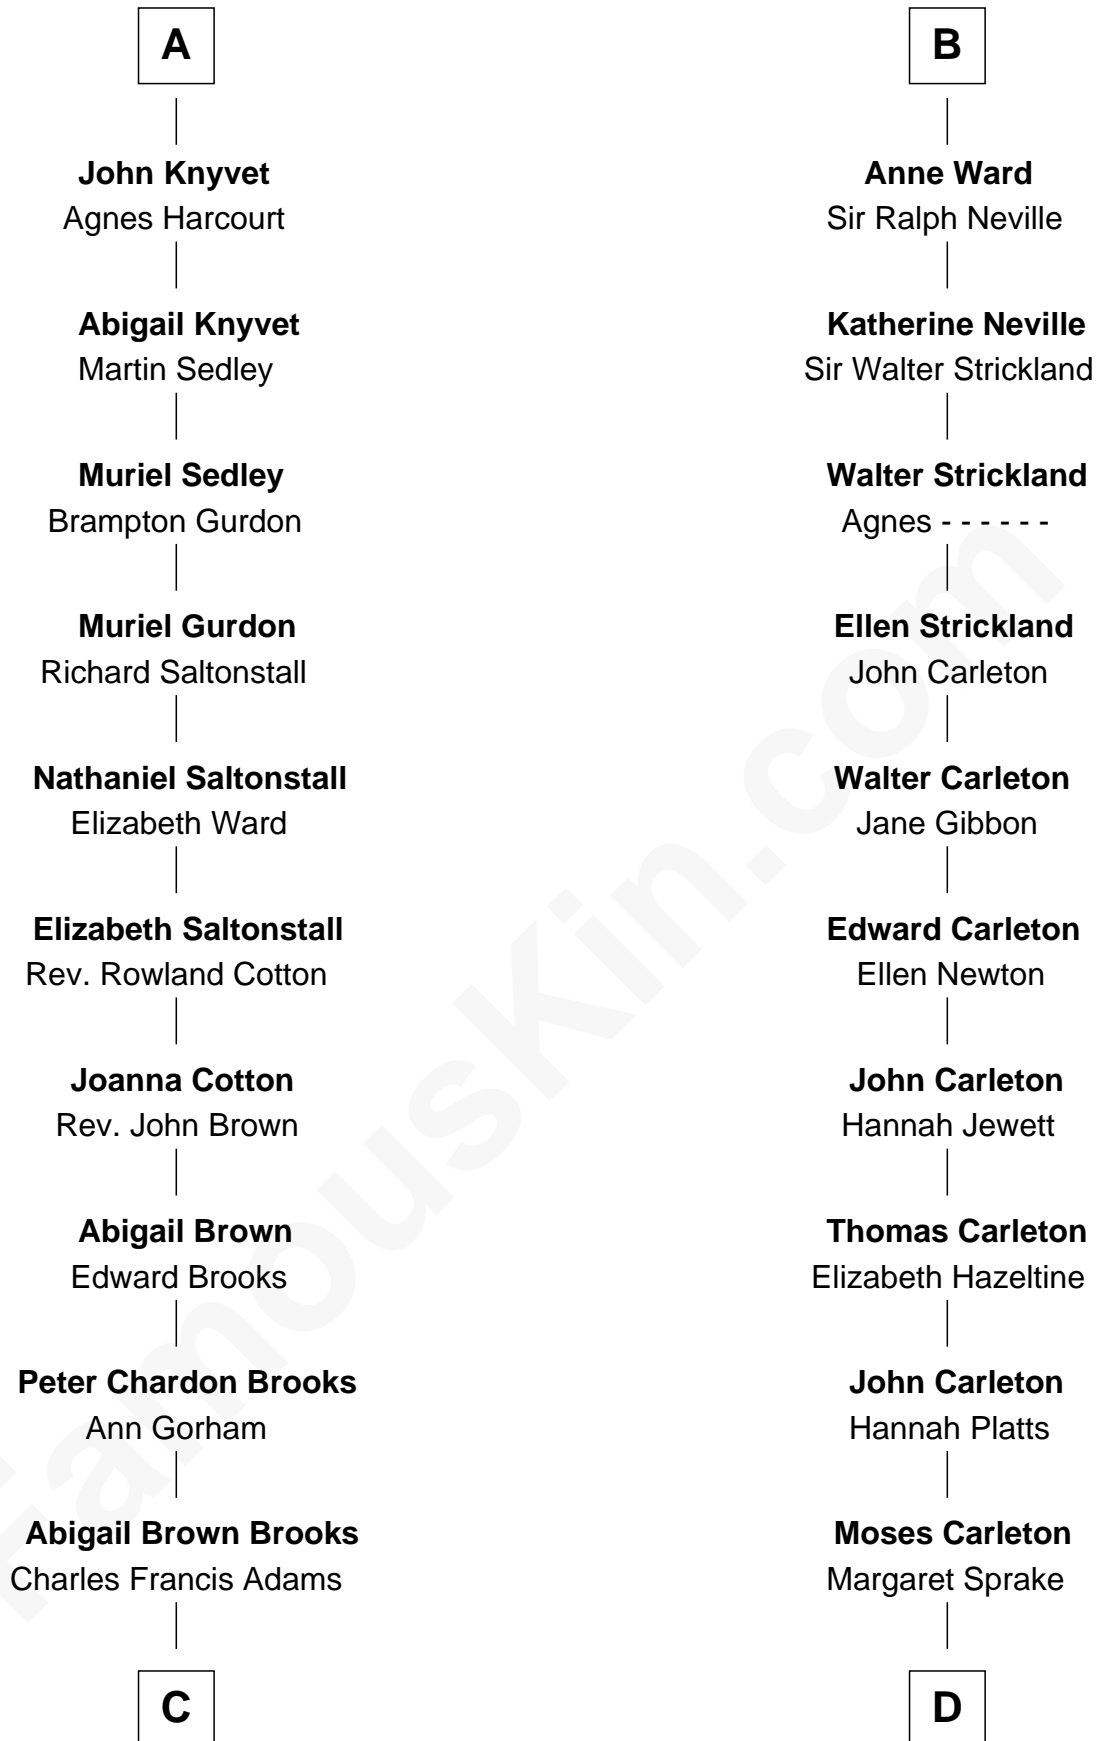 A
John Knyvet
Agnes Harcourt
Abigail Knyvet
Martin Sedley
Muriel Sedley
Brampton Gurdon
Muriel Gurdon
Richard Saltonstall
Nathaniel Saltonstall
Elizabeth Ward
Elizabeth Saltonstall
Rev. Rowland Cotton
Joanna Cotton
Rev. John Brown
Abigail Brown
Edward Brooks
Peter Chardon Brooks
Ann Gorham
Abigail Brown Brooks
Charles Francis Adams
C
B
Anne Ward
Sir Ralph Neville
Katherine Neville
Sir Walter Strickland
Walter Strickland
Agnes - - - - - -
Ellen Strickland
John Carleton
Walter Carleton
Jane Gibbon
Edward Carleton
Ellen Newton
John Carleton
Hannah Jewett
Thomas Carleton
Elizabeth Hazeltine
John Carleton
Hannah Platts
Moses Carleton
Margaret Sprake
D
FamousKin.com